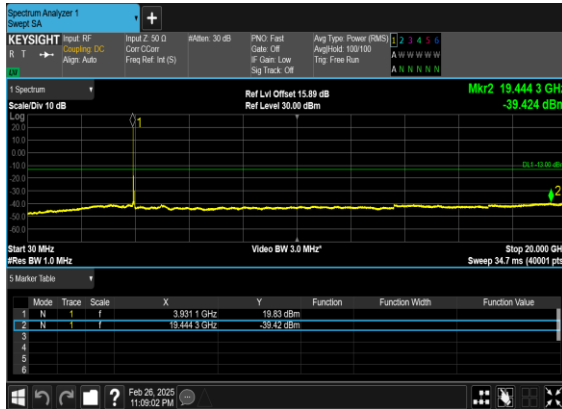 Spectrum Analyzer 1
Swept SA
+
KEYSIGHT Input: RF Input Z: 50 Ω #Atten: 30 dB PNO: Fast Avg Type: Power (RMS) 1 2 3 4 5 6
R T Coupling: DC Corr CCorr Gate: Off Avg|Hold: 100/100 A W W W W W
Align: Auto Freq Ref: Int (S) IF Gain: Low Trig: Free Run
Sig Track: Off A N N N N N
1 Spectrum Ref Lvl Offset 15.89 dB Mkr2 19.444 3 GHz
Scale/Div 10 dB Ref Level 30.00 dBm -39.424 dBm
Log
20.0 1
10.0
0.00
-10.0 DL1 -13.00 dBm
-20.0
-30.0 2
-40.0
-50.0
-60.0
Start 30 MHz Video BW 3.0 MHz* Stop 20.000 GHz
#Res BW 1.0 MHz Sweep 34.7 ms (40001 pts)
5 Marker Table
Mode Trace Scale X Y Function Function Width Function Value
1 N 1 f 3.931 1 GHz 19.83 dBm
2 N 1 f 19.444 3 GHz -39.42 dBm
3
4
5
6
? Feb 26, 2025
11:09:02 PM